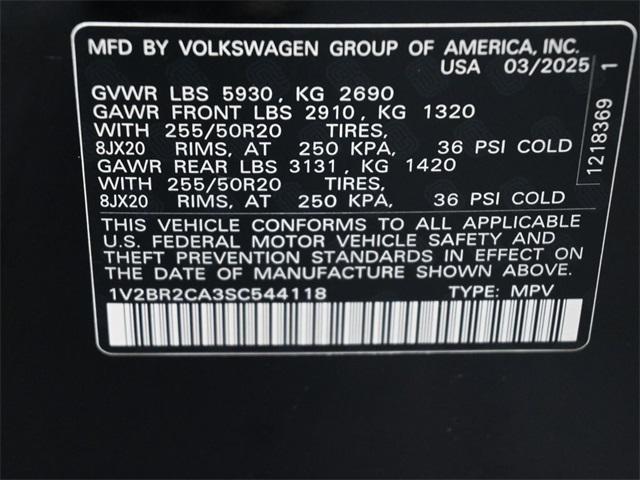 MFD BY VOLKSWAGEN GROUP OF AMERICA, INC.
USA 03/2025
GVWR LBS 5930, KG 2690
GAWR FRONT LBS 2910, KG 1320
WITH 255/50R20 TIRES,
8JX20 RIMS, AT 250 KPA, 36 PSI COLD
GAWR REAR LBS 3131, KG 1420
WITH 255/50R20 TIRES,
8JX20 RIMS, AT 250 KPA, 36 PSI COLD
THIS VEHICLE CONFORMS TO ALL APPLICABLE
U.S. FEDERAL MOTOR VEHICLE SAFETY AND
THEFT PREVENTION STANDARDS IN EFFECT ON
THE DATE OF MANUFACTURE SHOWN ABOVE.
1V2BR2CA3SC544118 TYPE: MPV
1218369 1